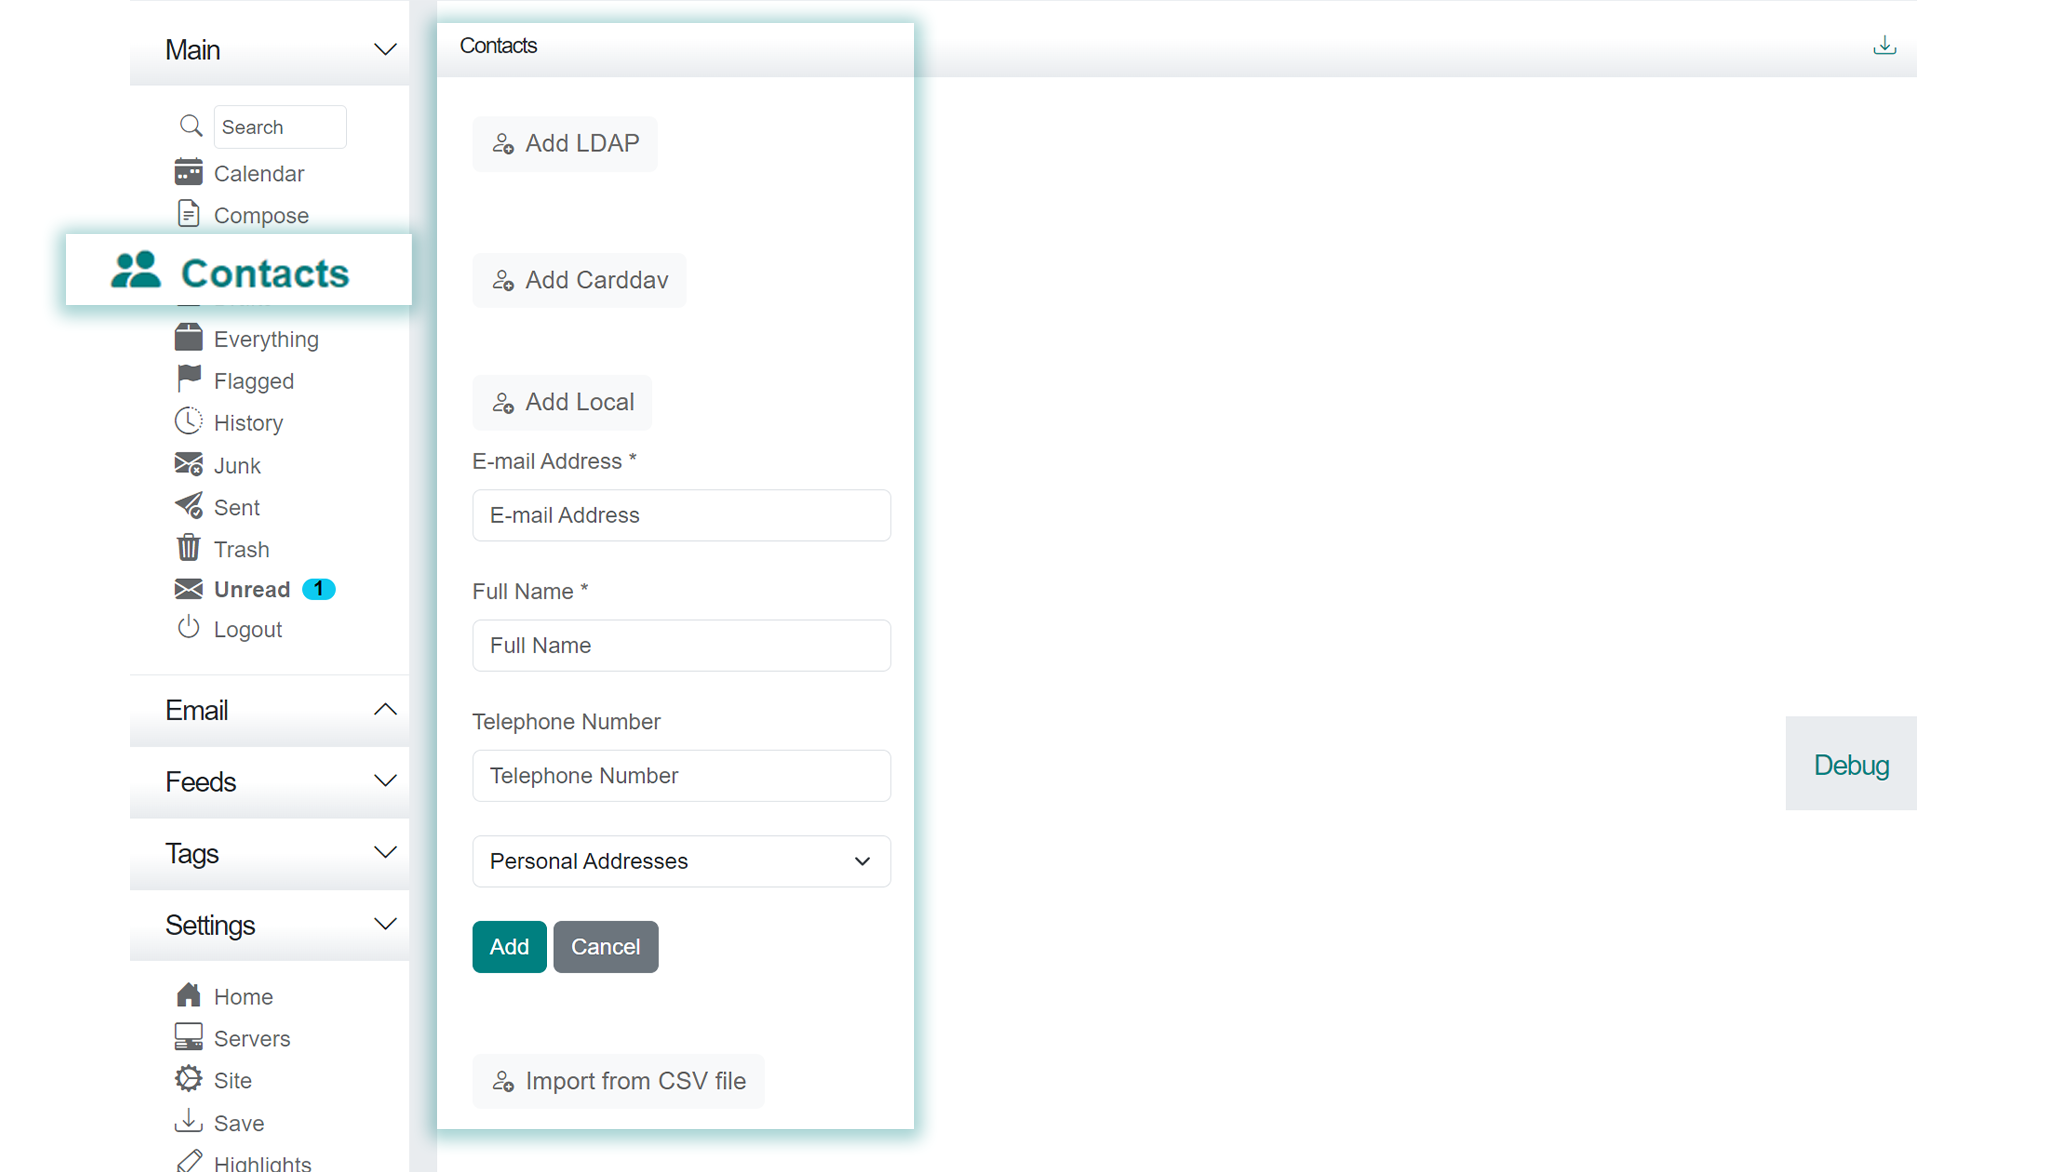 Main
Search
Calendar
Compose
Contacts
Everything
Flagged
History
Junk
Sent
Trash
Unread 1
Logout
Email
Feeds
Tags
Settings
Home
Servers
Site
Save
Highlights
Contacts
Add LDAP
Add Carddav
Add Local
E-mail Address *
E-mail Address
Full Name *
Full Name
Telephone Number
Telephone Number
Personal Addresses
Add Cancel
Import from CSV file
Debug